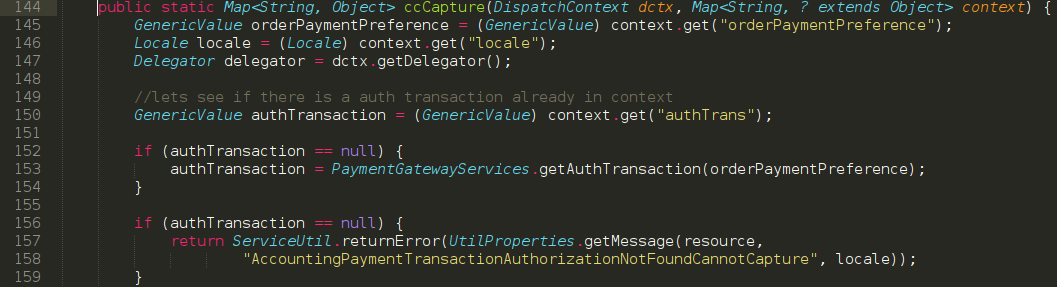 144 public static Map<String, Object> ccCapture(DispatchContext dctx, Map<String, ? extends Object> context) {
145 GenericValue orderPaymentPreference = (GenericValue) context.get("orderPaymentPreference");
146 Locale locale = (Locale) context.get("locale");
147 Delegator delegator = dctx.getDelegator();
148
149 //lets see if there is a auth transaction already in context
150 GenericValue authTransaction = (GenericValue) context.get("authTrans");
151
152 if (authTransaction == null) {
153 authTransaction = PaymentGatewayServices.getAuthTransaction(orderPaymentPreference);
154 }
155
156 if (authTransaction == null) {
157 return ServiceUtil.returnError(UtilProperties.getMessage(resource,
158 "AccountingPaymentTransactionAuthorizationNotFoundCannotCapture", locale));
159 }